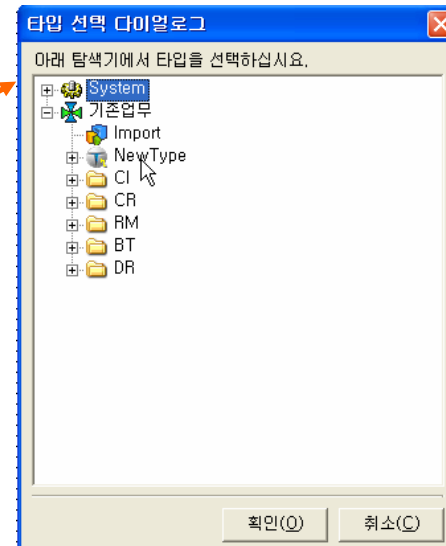 타입 선택 다이얼로그
아래 탐색기에서 타입을 선택하십시요.
System
기존업무
Import
NewType
CI
CR
RM
BT
DR
확인(O) 취소(C)